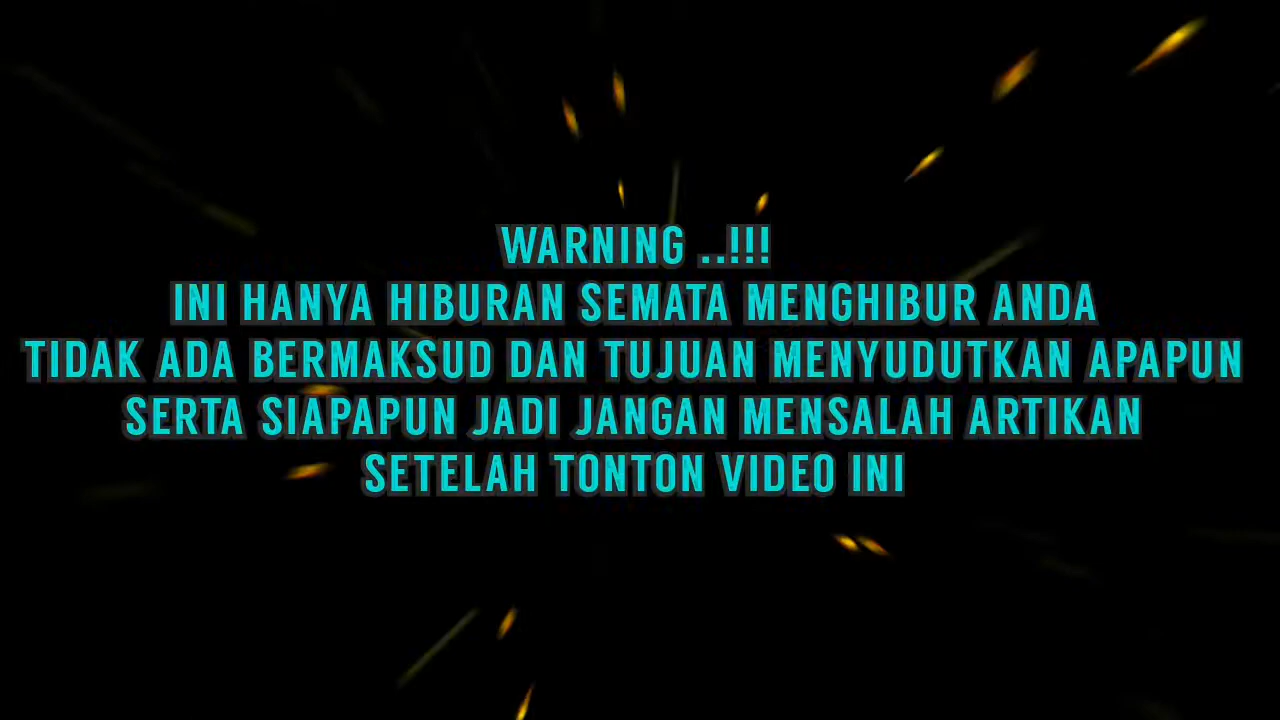 WARNING ..!!!
INI HANYA HIBURAN SEMATA MENGHIBUR ANDA
TIDAK ADA BERMAKSUD DAN TUJUAN MENYUDUTKAN APAPUN
SERTA SIAPAPUN JADI JANGAN MENSALAH ARTIKAN
SETELAH TONTON VIDEO INI